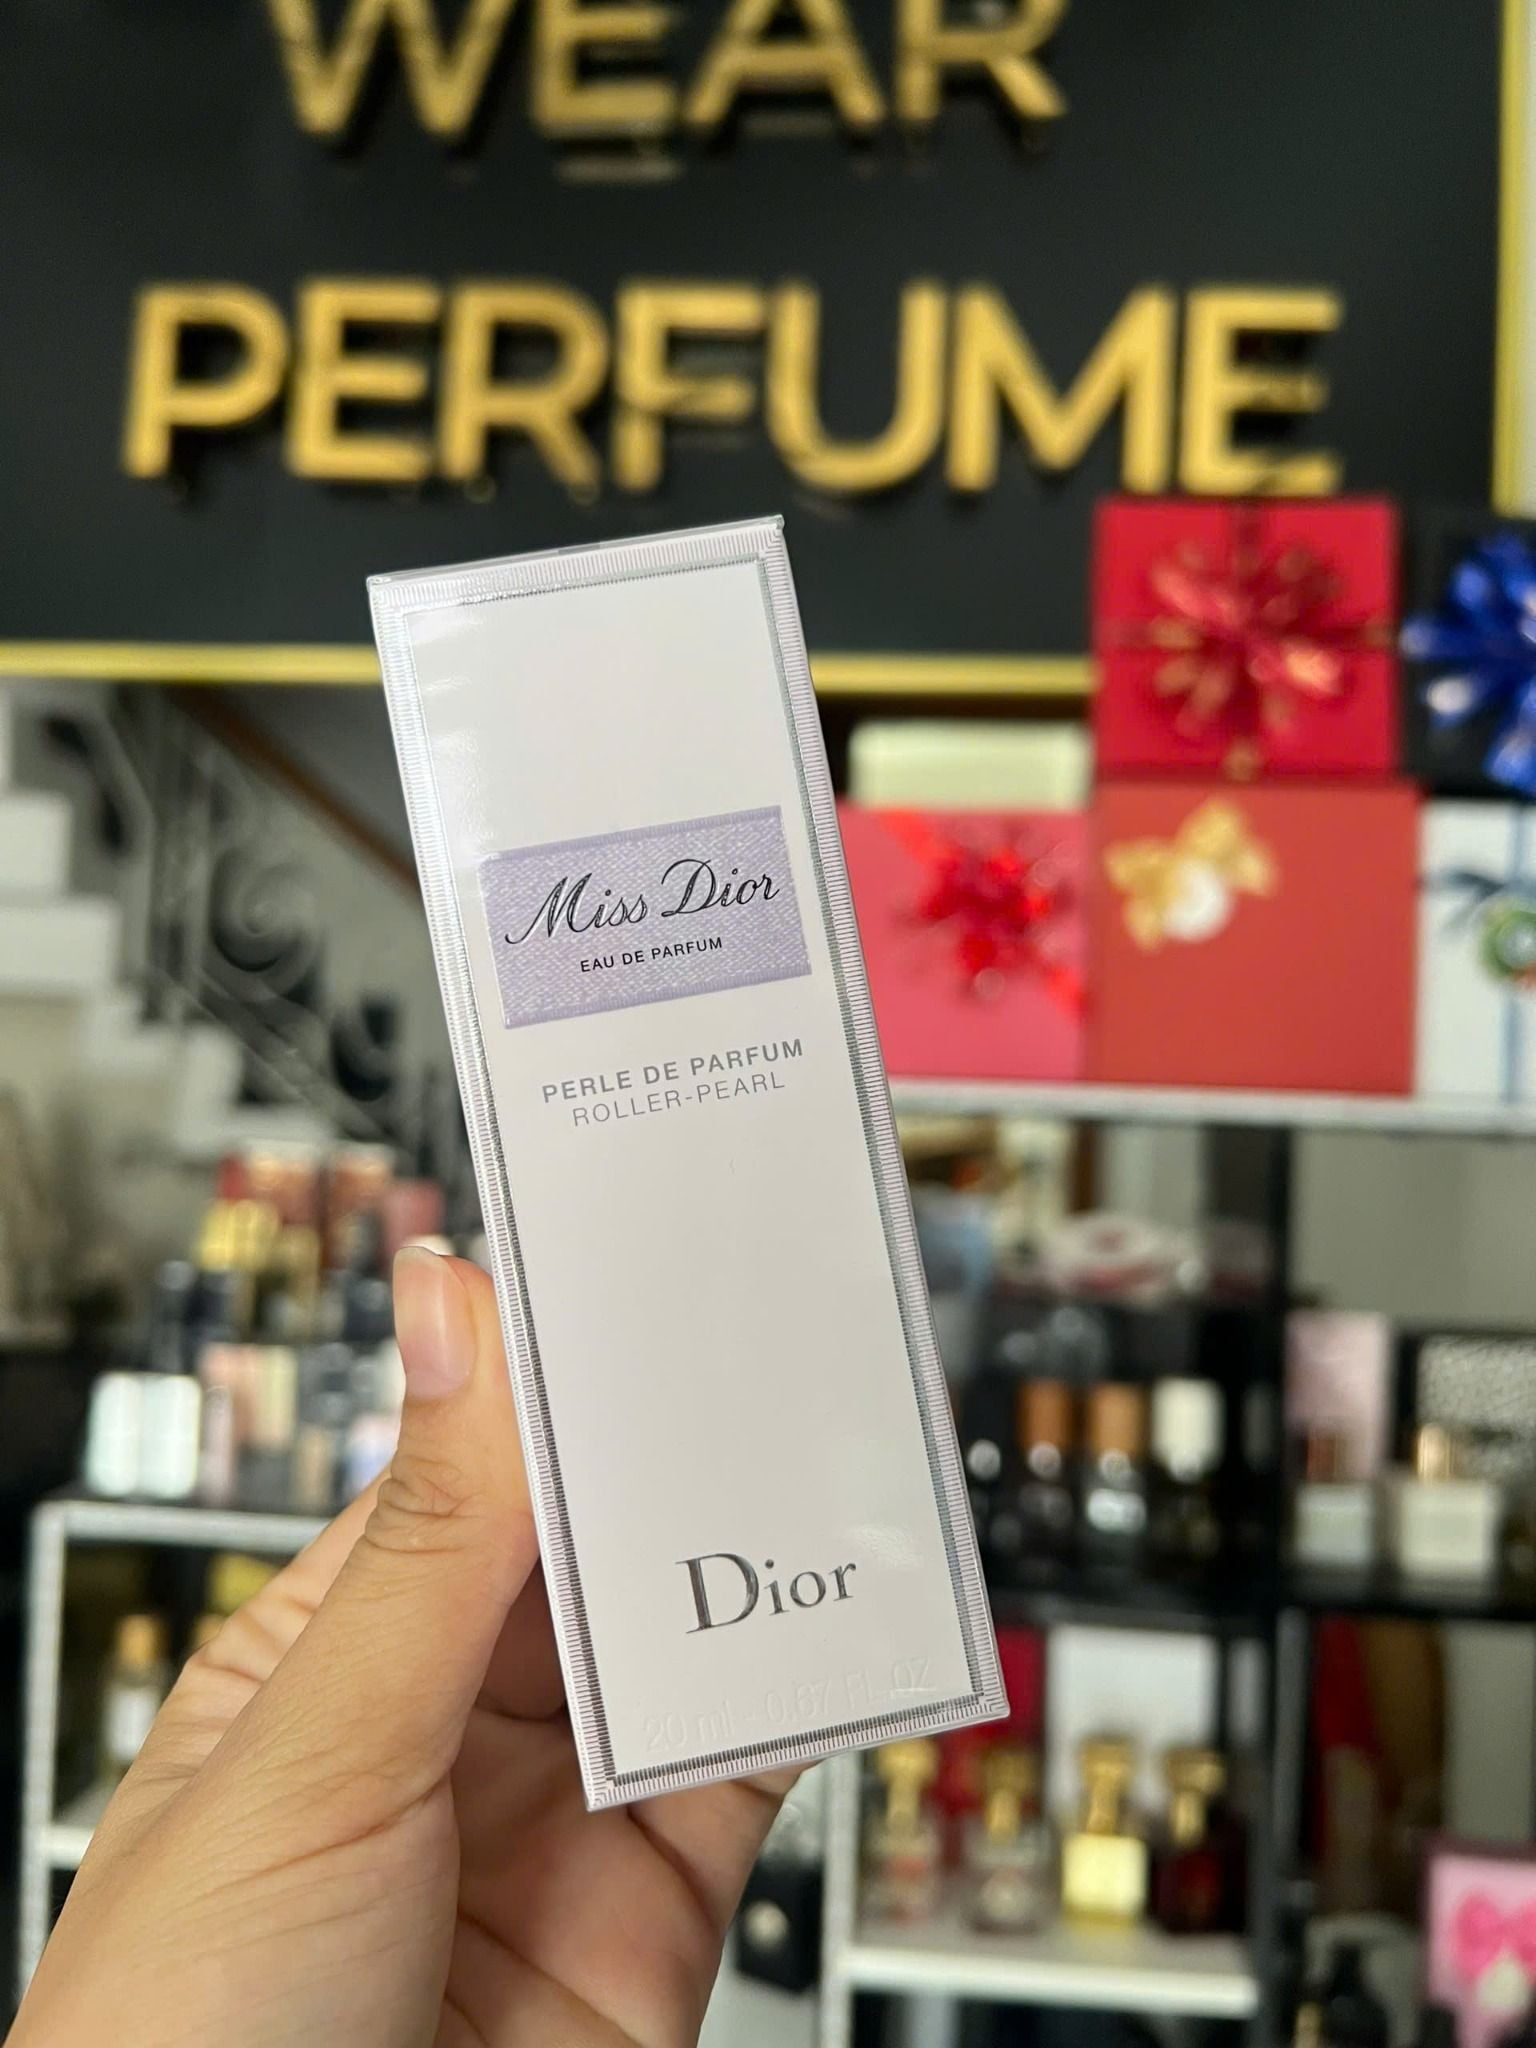 WEAR
PERFUME
Miss Dior
EAU DE PARFUM
PERLE DE PARFUM
ROLLER-PEARL
Dior
20 ml - 0.67 FL. OZ